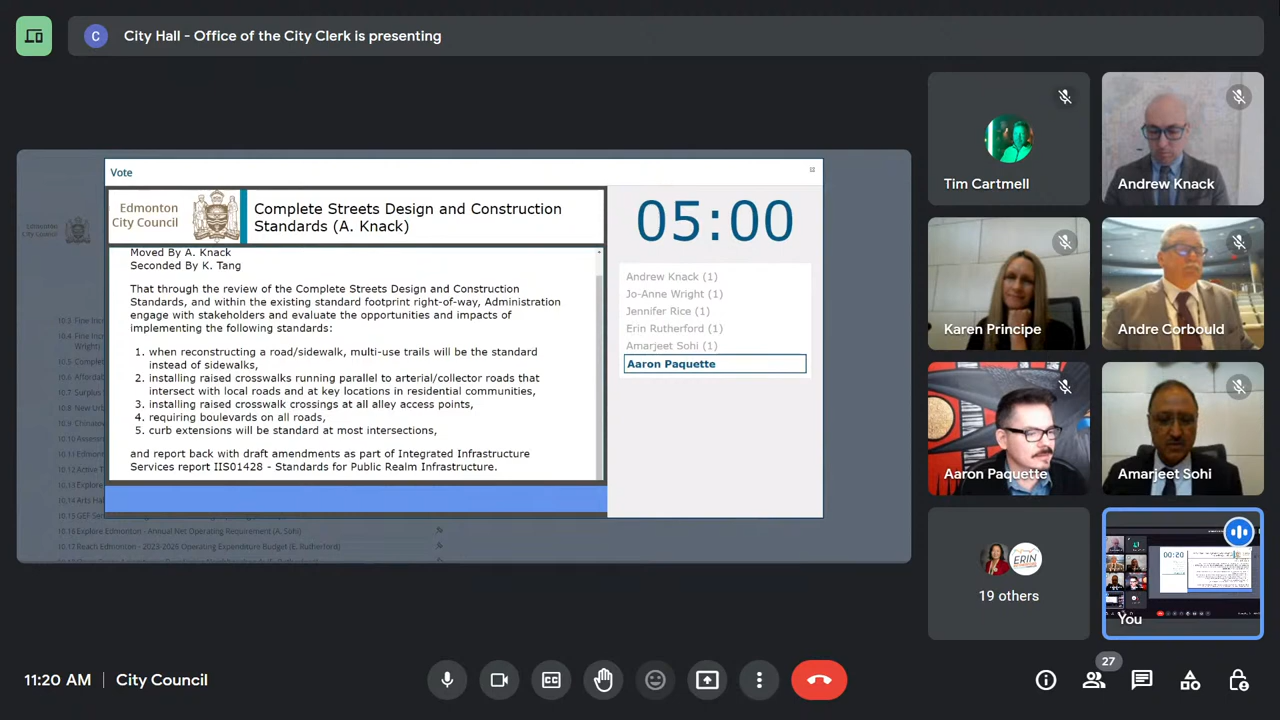 City Hall - Office of the City Clerk is presenting
C
Vote
Edmonton
City Council
Complete Streets Design and Construction
Standards (A. Knack)
Moved By A. Knack
Seconded By K. Tang
That through the review of the Complete Streets Design and Construction
Standards, and within the existing standard footprint right-of-way, Administration
engage with stakeholders and evaluate the opportunities and impacts of
implementing the following standards:
1. when reconstructing a road/sidewalk, multi-use trails will be the standard
instead of sidewalks,
2. installing raised crosswalks running parallel to arterial/collector roads that
intersect with local roads and at key locations in residential communities,
3. installing raised crosswalk crossings at all alley access points,
4. requiring boulevards on all roads,
5. curb extensions will be standard at most intersections,
and report back with draft amendments as part of Integrated Infrastructure
Services report IIS01428 - Standards for Public Realm Infrastructure.
05:00
Andrew Knack (1)
Jo-Anne Wright (1)
Jennifer Rice (1)
Erin Rutherford (1)
Amarjeet Sohi (1)
Aaron Paquette
10.16 Explore Edmonton - Annual Net Operating Requirement (A. Sohi)
10.17 Reach Edmonton - 2023-2026 Operating Expenditure Budget (E. Rutherford)
Tim Cartmell
Andrew Knack
Karen Principe
Andre Corbould
Aaron Paquette
Amarjeet Sohi
ERIN
19 others
00:50
You
11:20 AM
City Council
CC
27